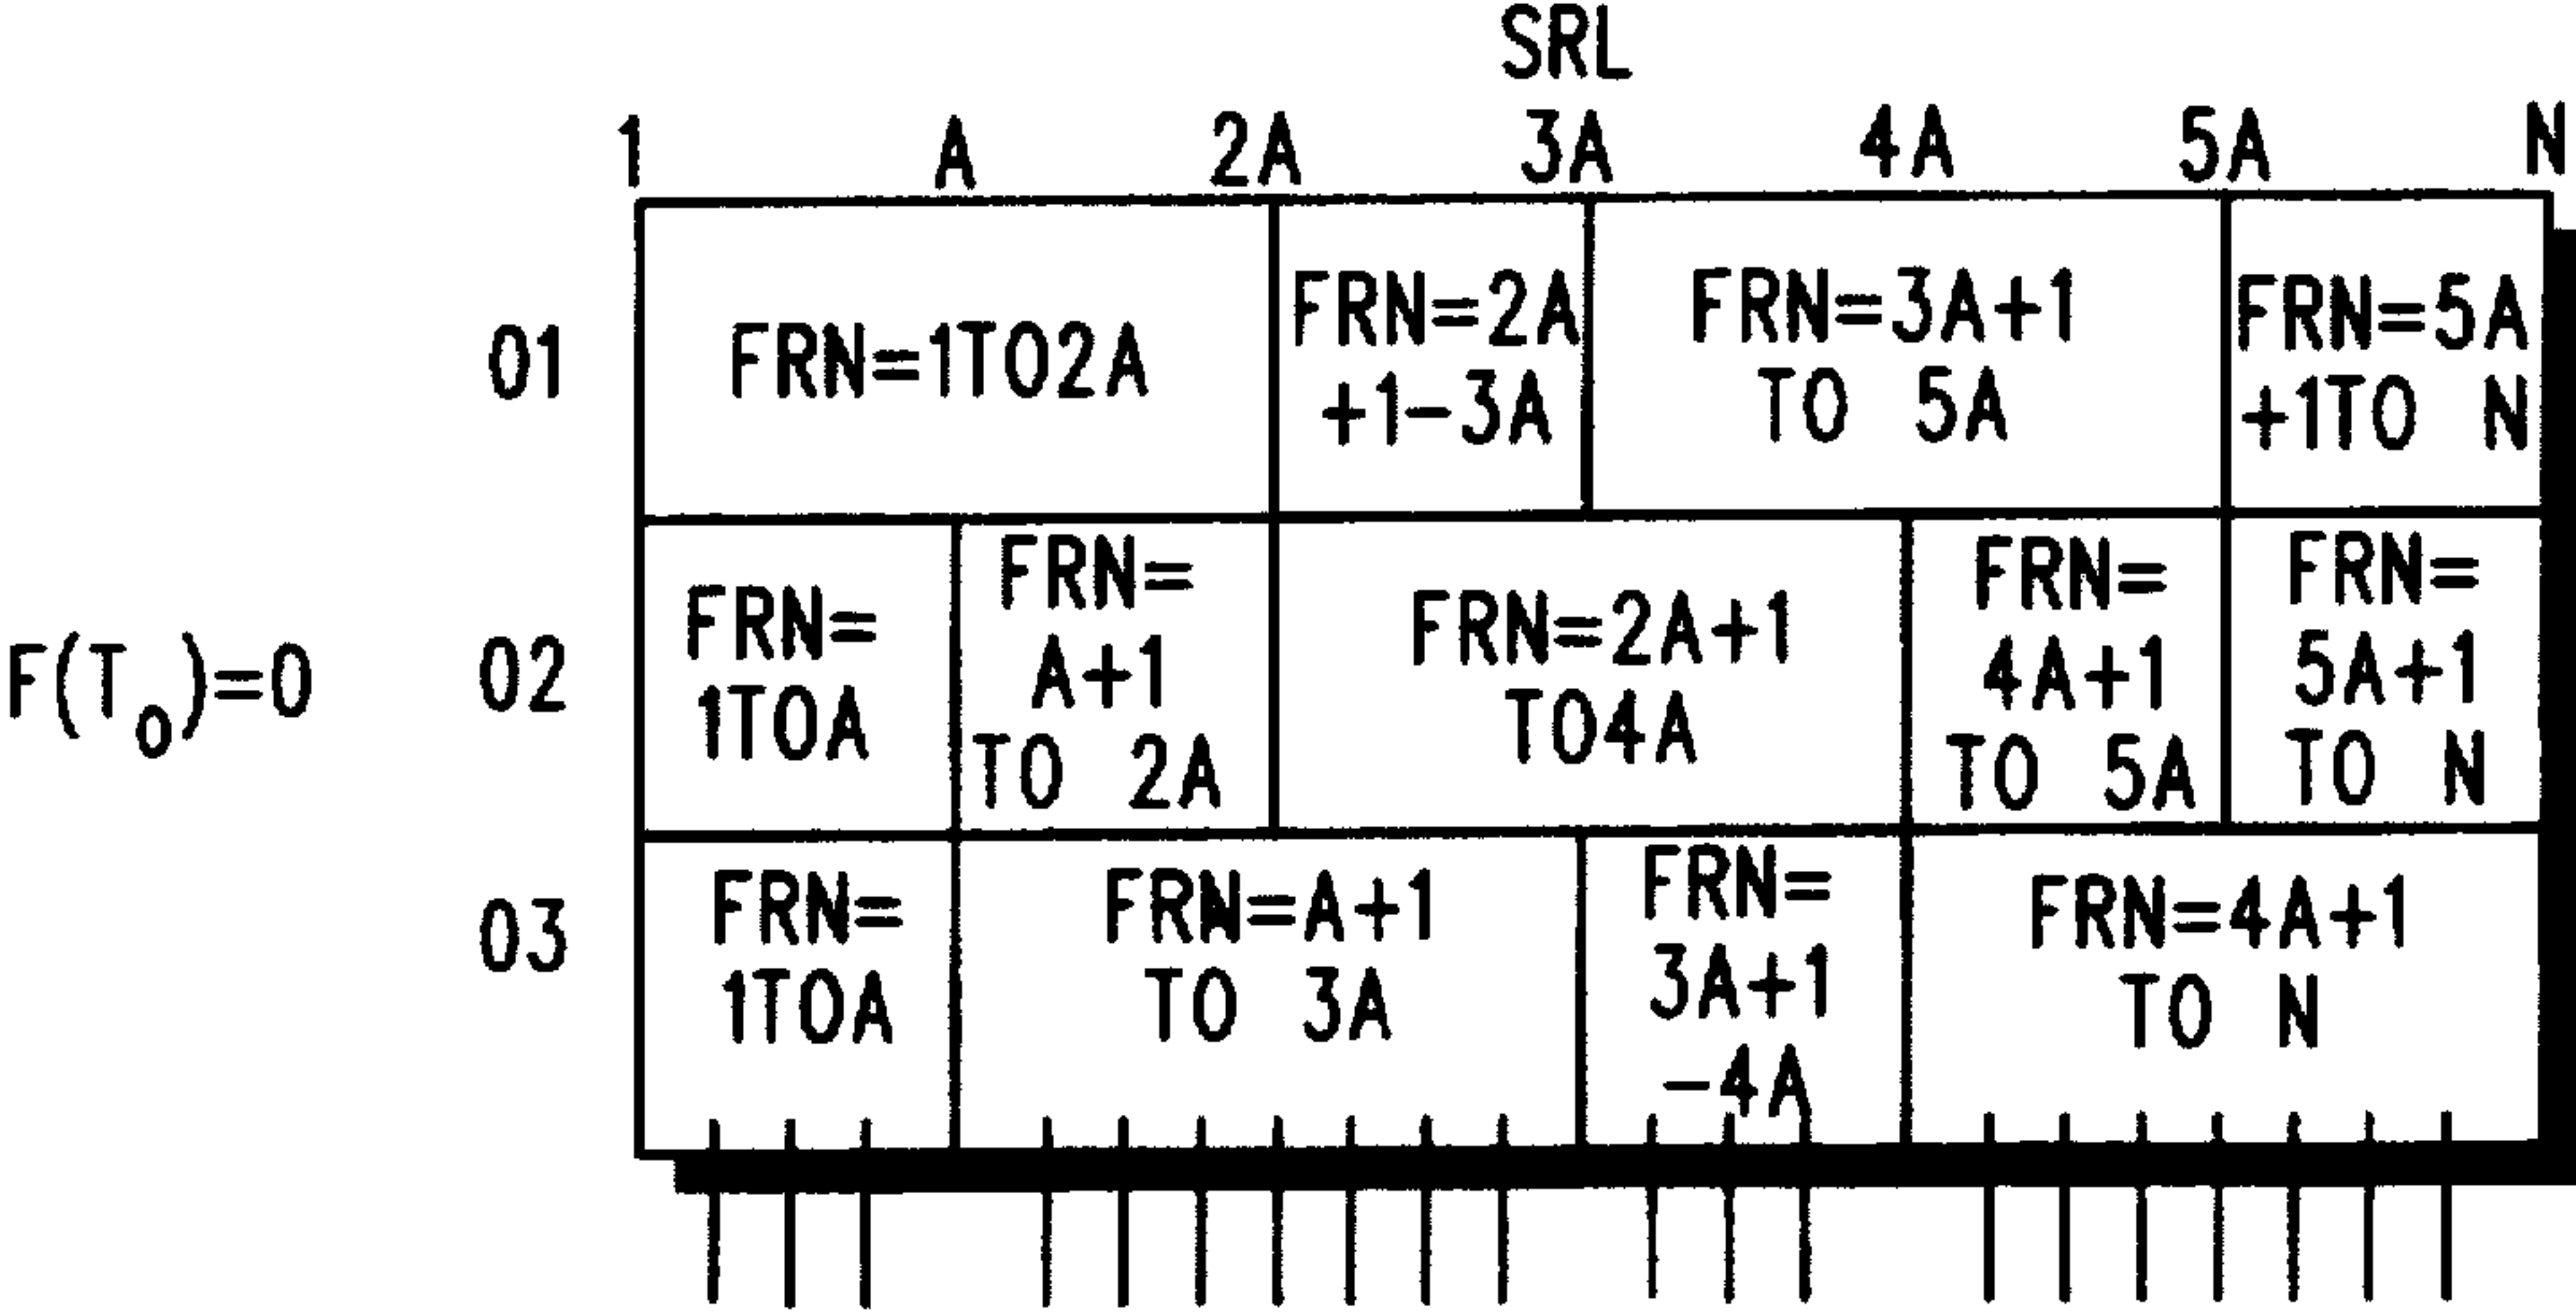 SRL
1 A 2A 3A 4A 5A N
01
FRN=1TO2A
FRN=2A
+1-3A
FRN=3A+1
TO 5A
FRN=5A
+1TO N
F(T0)=0
02
FRN=
1TOA
FRN=
A+1
TO 2A
FRN=2A+1
TO4A
FRN=
4A+1
TO 5A
FRN=
5A+1
TO N
03
FRN=
1TOA
FRN=A+1
TO 3A
FRN=
3A+1
-4A
FRN=4A+1
TO N